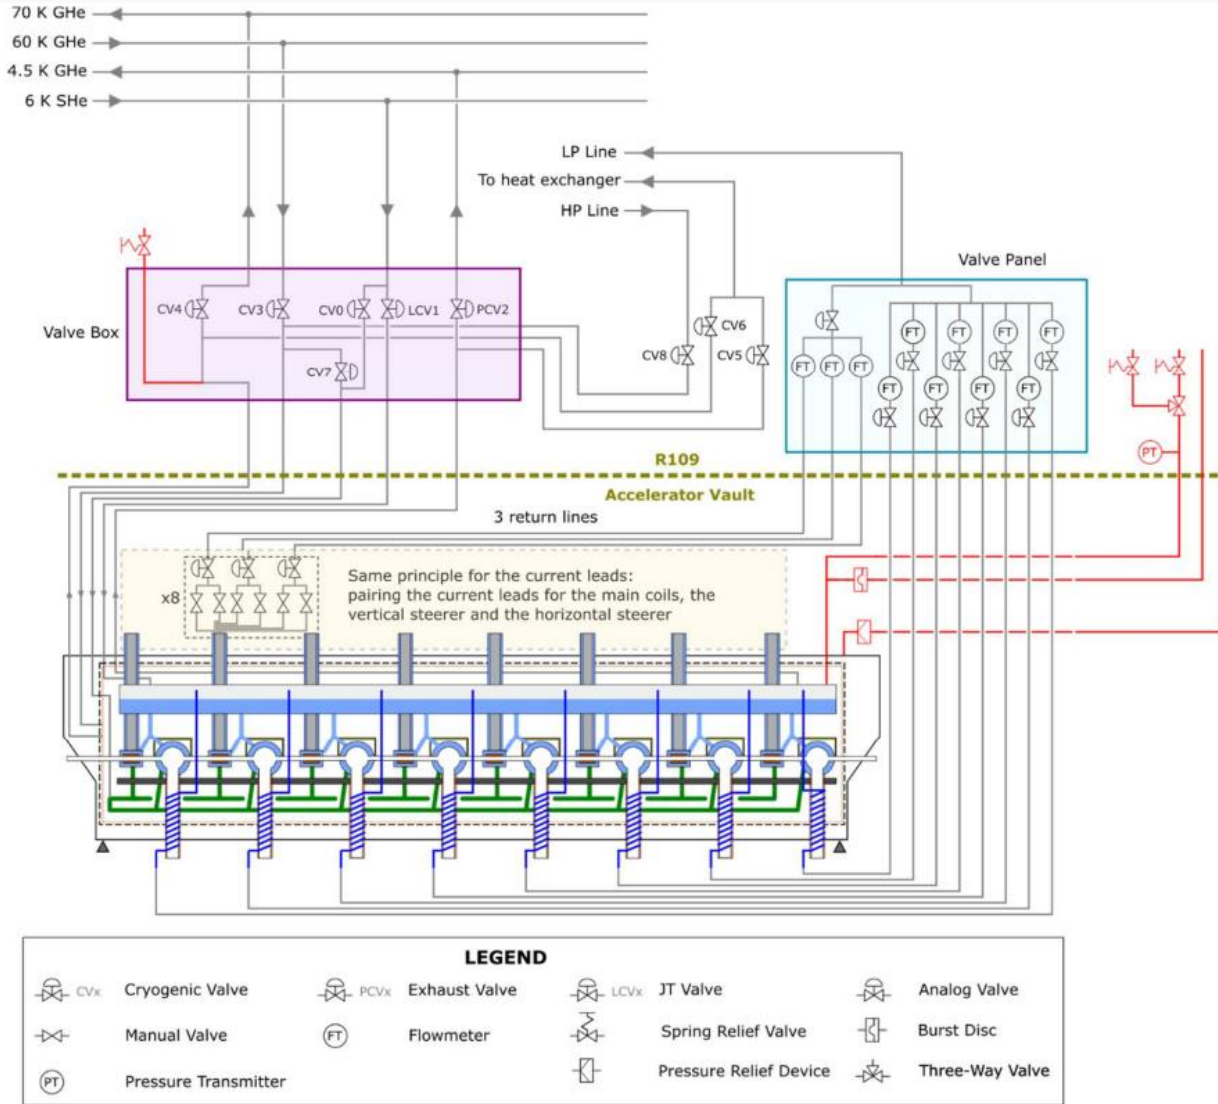 70 K GHe
60 K GHe
4.5 K GHe
6 K SHe
LP Line
To heat exchanger
HP Line
Valve Panel
Valve Box
CV4
CV3
CV0
LCV1
PCV2
CV7
CV8
CV6
CV5
FT
FT
FT
FT
FT
FT
FT
FT
FT
FT
FT
PT
R109
Accelerator Vault
3 return lines
x8
Same principle for the current leads:
pairing the current leads for the main coils, the
vertical steerer and the horizontal steerer
LEGEND
CVx Cryogenic Valve
PCVx Exhaust Valve
LCVx JT Valve
Analog Valve
Manual Valve
FT Flowmeter
Spring Relief Valve
Burst Disc
PT Pressure Transmitter
Pressure Relief Device
Three-Way Valve